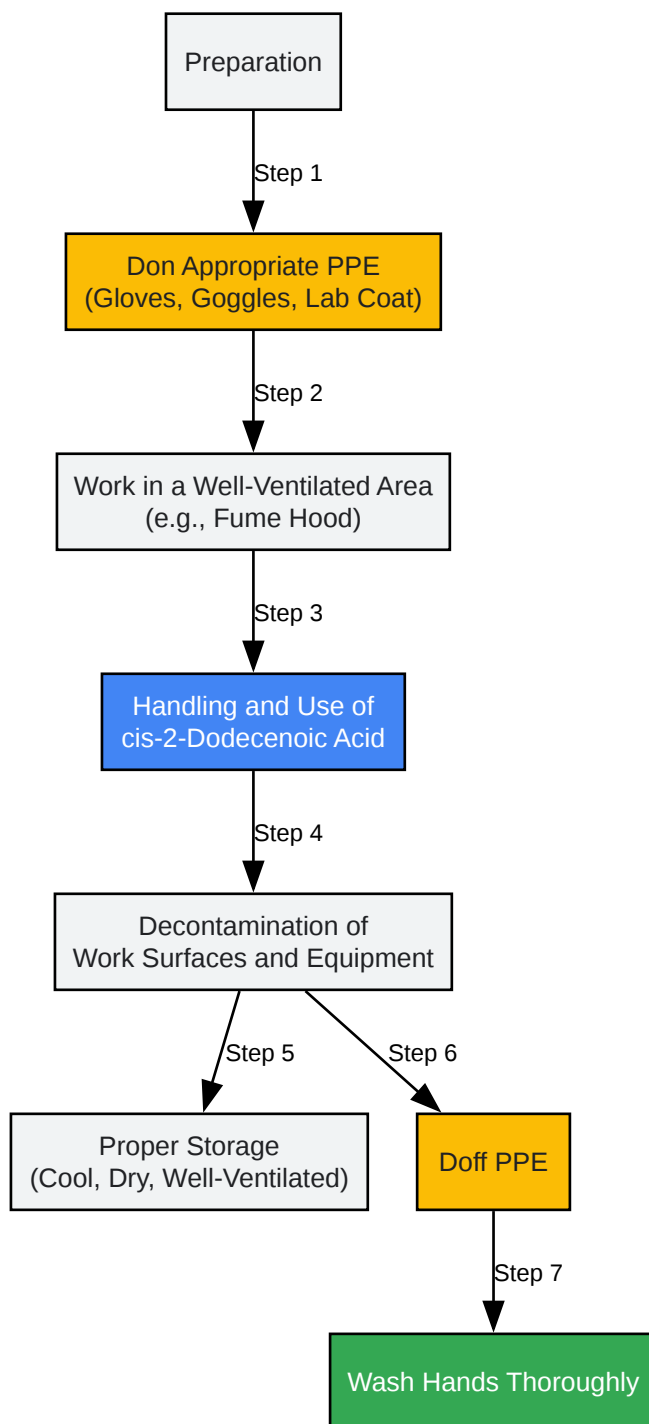 Preparation
Step 1
Don Appropriate PPE
(Gloves, Goggles, Lab Coat)
Step 2
Work in a Well-Ventilated Area
(e.g., Fume Hood)
Step 3
Handling and Use of
cis-2-Dodecenoic Acid
Step 4
Decontamination of
Work Surfaces and Equipment
Step 5
Step 6
Proper Storage
(Cool, Dry, Well-Ventilated)
Doff PPE
Step 7
Wash Hands Thoroughly